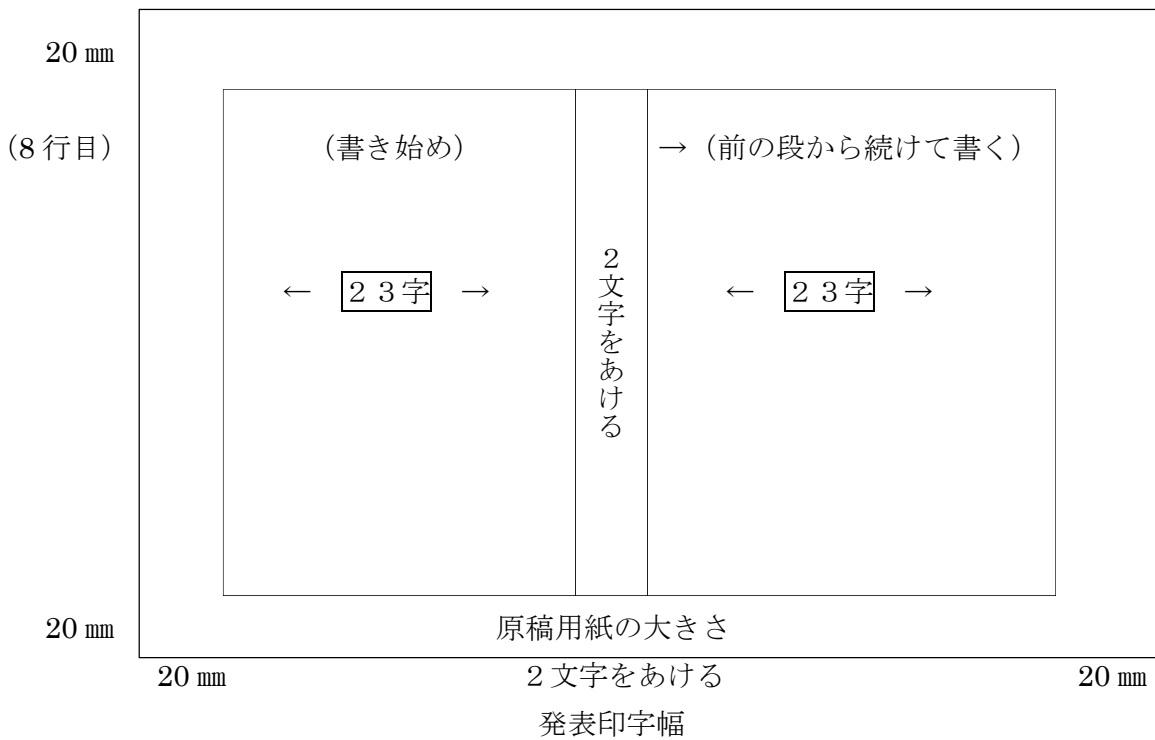 20 ㎜
(8 行目) (書き始め) →（前の段から続けて書く）
← ２３字 → ２文字をあける ← ２３字 →
20 ㎜ 原稿用紙の大きさ
20 ㎜ ２文字をあける 20 ㎜
発表印字幅